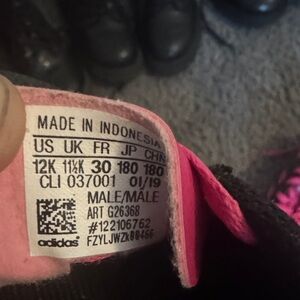 MADE IN INDONESIA
US UK FR JP CHN
12K 11½K 30 180 180
CLI 037001 01/19
MALE/MALE
ART G26368
#122106762
adidas